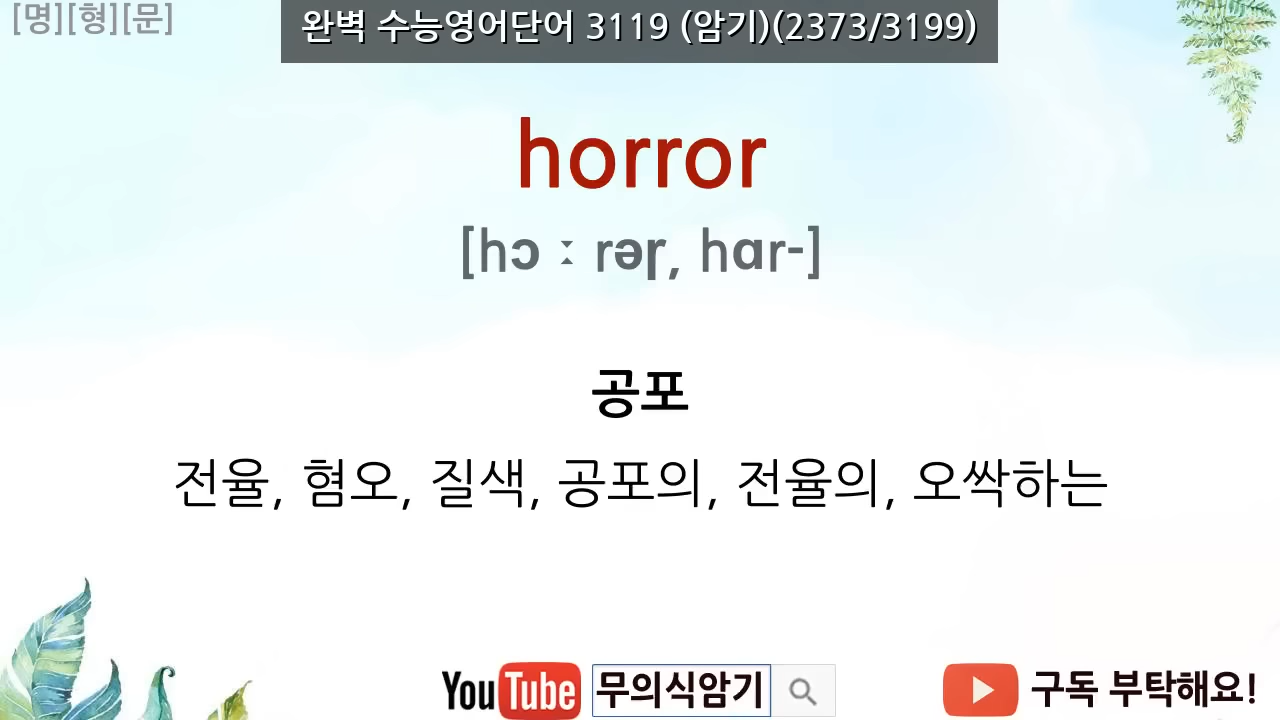 [명][형][문]
완벽 수능영어단어 3119 (암기)(2373/3199)
horror
[hɔːrəɼ, hɑr-]
공포
전율, 혐오, 질색, 공포의, 전율의, 오싹하는
YouTube 무의식암기
구독 부탁해요!